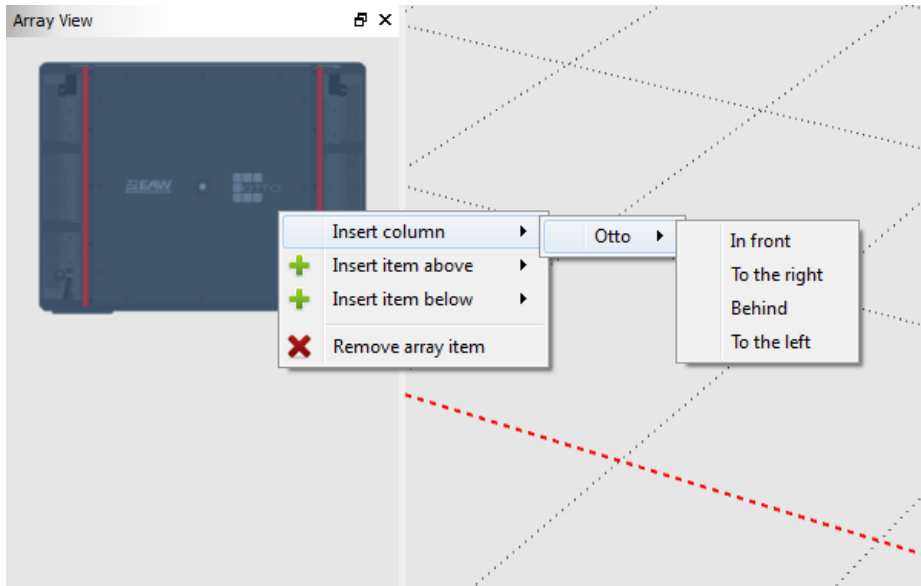 Array View
EAW
OTTO
Insert column
Otto
In front
To the right
Behind
To the left
Insert item above
Insert item below
Remove array item